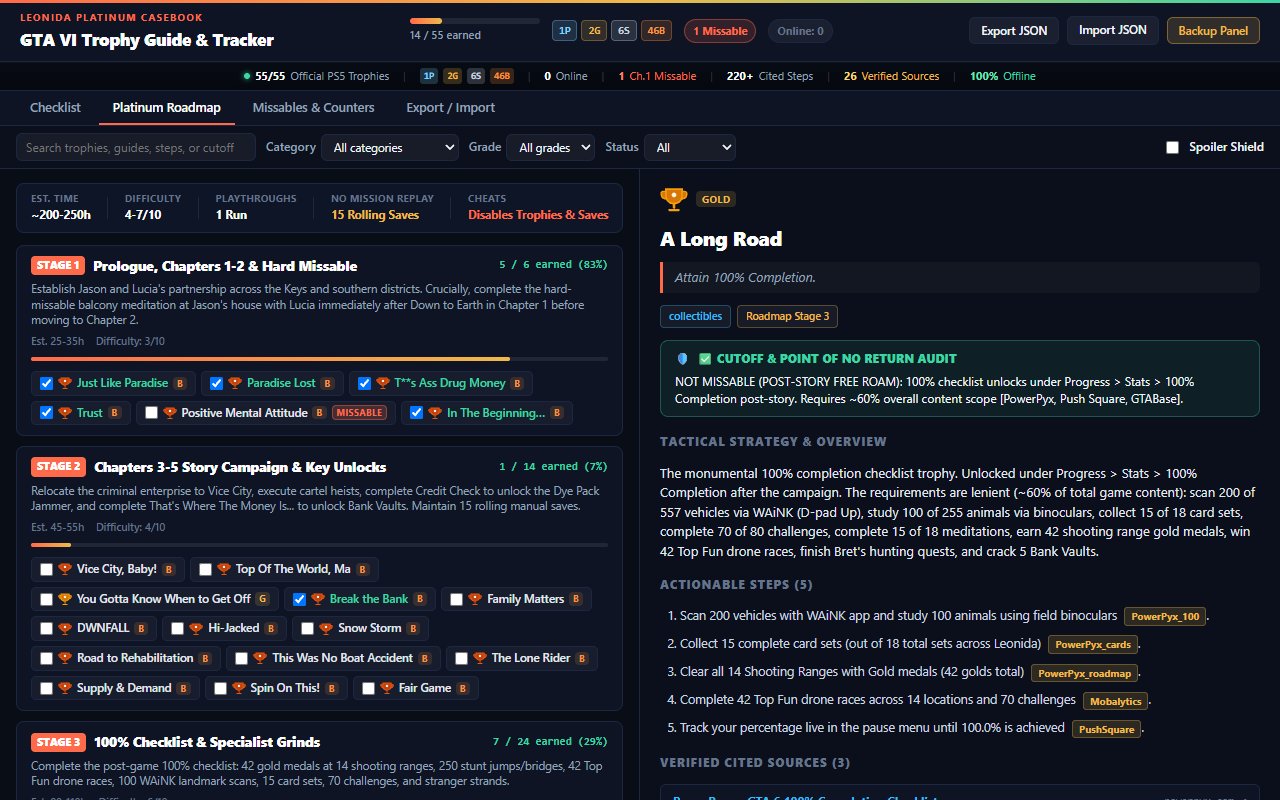 LEONIDA PLATINUM CASEBOOK
GTA VI Trophy Guide & Tracker
14 / 55 earned
1P 2G 6S 46B 1 Missable Online: 0
Export JSON Import JSON Backup Panel
55/55 Official PS5 Trophies 1P 2G 6S 46B 0 Online 1 Ch.1 Missable 220+ Cited Steps 26 Verified Sources 100% Offline
Checklist Platinum Roadmap Missables & Counters Export / Import
Search trophies, guides, steps, or cutoff Category All categories Grade All grades Status All Spoiler Shield
EST. TIME DIFFICULTY PLAYTHROUGHS NO MISSION REPLAY CHEATS
~200-250h 4-7/10 1 Run 15 Rolling Saves Disables Trophies & Saves
STAGE 1 Prologue, Chapters 1-2 & Hard Missable 5 / 6 earned (83%)
Establish Jason and Lucia's partnership across the Keys and southern districts. Crucially, complete the hard-
missable balcony meditation at Jason's house with Lucia immediately after Down to Earth in Chapter 1 before
moving to Chapter 2.
Est. 25-35h Difficulty: 3/10
Just Like Paradise B Paradise Lost B T**s Ass Drug Money B
Trust B Positive Mental Attitude B MISSABLE In The Beginning... B
STAGE 2 Chapters 3-5 Story Campaign & Key Unlocks 1 / 14 earned (7%)
Relocate the criminal enterprise to Vice City, execute cartel heists, complete Credit Check to unlock the Dye Pack
Jammer, and complete That's Where The Money Is... to unlock Bank Vaults. Maintain 15 rolling manual saves.
Est. 45-55h Difficulty: 4/10
Vice City, Baby! B Top Of The World, Ma B
You Gotta Know When to Get Off G Break the Bank B Family Matters B
DWNFALL B Hi-Jacked B Snow Storm B
Road to Rehabilitation B This Was No Boat Accident B The Lone Rider B
Supply & Demand B Spin On This! B Fair Game B
STAGE 3 100% Checklist & Specialist Grinds 7 / 24 earned (29%)
Complete the post-game 100% checklist: 42 gold medals at 14 shooting ranges, 250 stunt jumps/bridges, 42 Top
Fun drone races, 100 WAiNK landmark scans, 15 card sets, 70 challenges, and stranger strands.
GOLD
A Long Road
Attain 100% Completion.
collectibles Roadmap Stage 3
CUTOFF & POINT OF NO RETURN AUDIT
NOT MISSABLE (POST-STORY FREE ROAM): 100% checklist unlocks under Progress > Stats > 100%
Completion post-story. Requires ~60% overall content scope [PowerPyx, Push Square, GTABase].
TACTICAL STRATEGY & OVERVIEW
The monumental 100% completion checklist trophy. Unlocked under Progress > Stats > 100%
Completion after the campaign. The requirements are lenient (~60% of total game content): scan 200 of
557 vehicles via WAiNK (D-pad Up), study 100 of 255 animals via binoculars, collect 15 of 18 card sets,
complete 70 of 80 challenges, complete 15 of 18 meditations, earn 42 shooting range gold medals, win
42 Top Fun drone races, finish Bret's hunting quests, and crack 5 Bank Vaults.
ACTIONABLE STEPS (5)
1. Scan 200 vehicles with WAiNK app and study 100 animals using field binoculars PowerPyx_100.
2. Collect 15 complete card sets (out of 18 total sets across Leonida) PowerPyx_cards.
3. Clear all 14 Shooting Ranges with Gold medals (42 golds total) PowerPyx_roadmap.
4. Complete 42 Top Fun drone races across 14 locations and 70 challenges Mobalytics.
5. Track your percentage live in the pause menu until 100.0% is achieved PushSquare.
VERIFIED CITED SOURCES (3)